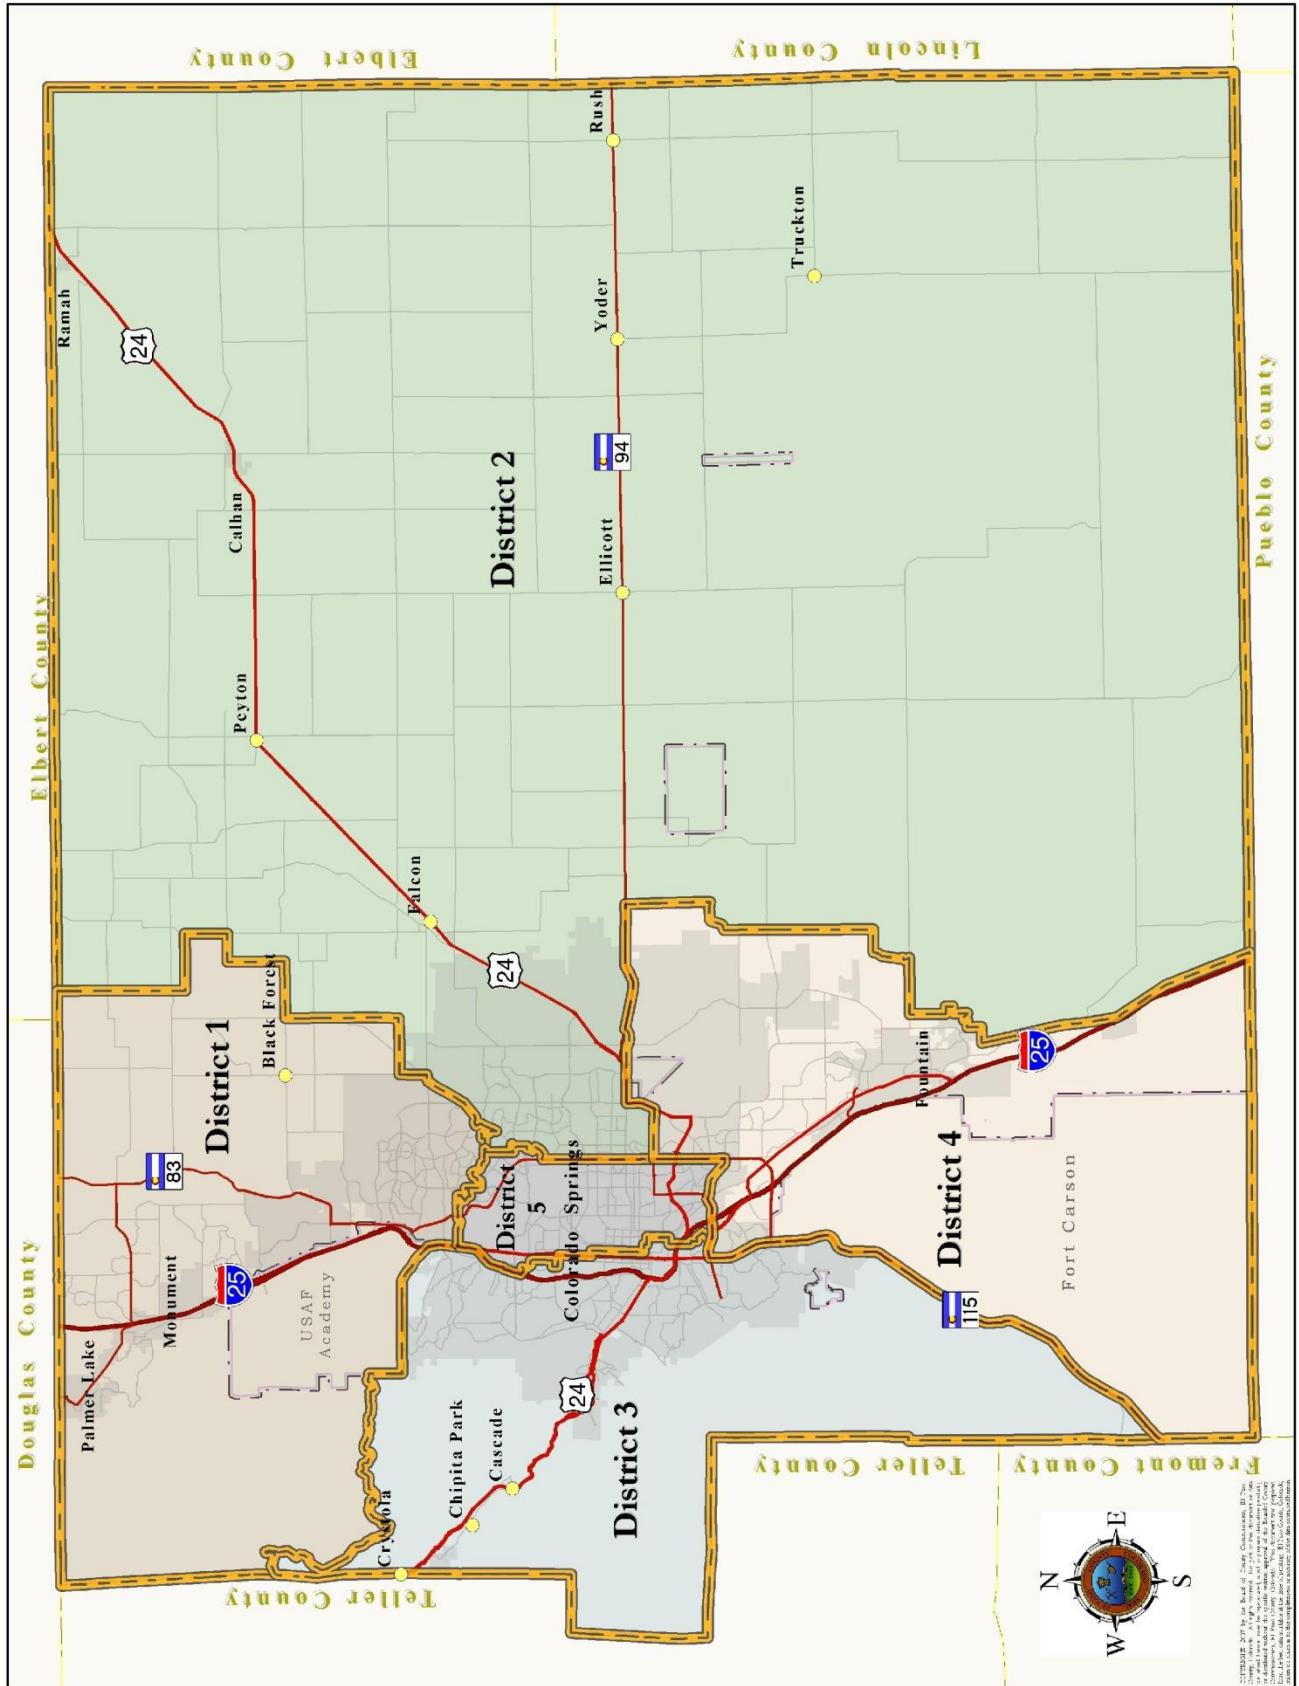 Douglas County
Elbert County
Elbert County
Lincoln County
Palmer Lake
Monument
25
83
USAF
Academy
District 1
Black Forest
Ramah
24
Calhan
Peyton
Falcon
24
District 2
Rush
Yoder
94
Ellicott
Truckton
Teller County
Crystola
Chipita Park
Cascade
24
District 3
District
5
Colorado Springs
Fountain
25
District 4
115
Fort Carson
Teller County
Fremont County
Pueblo County
N
W
E
S